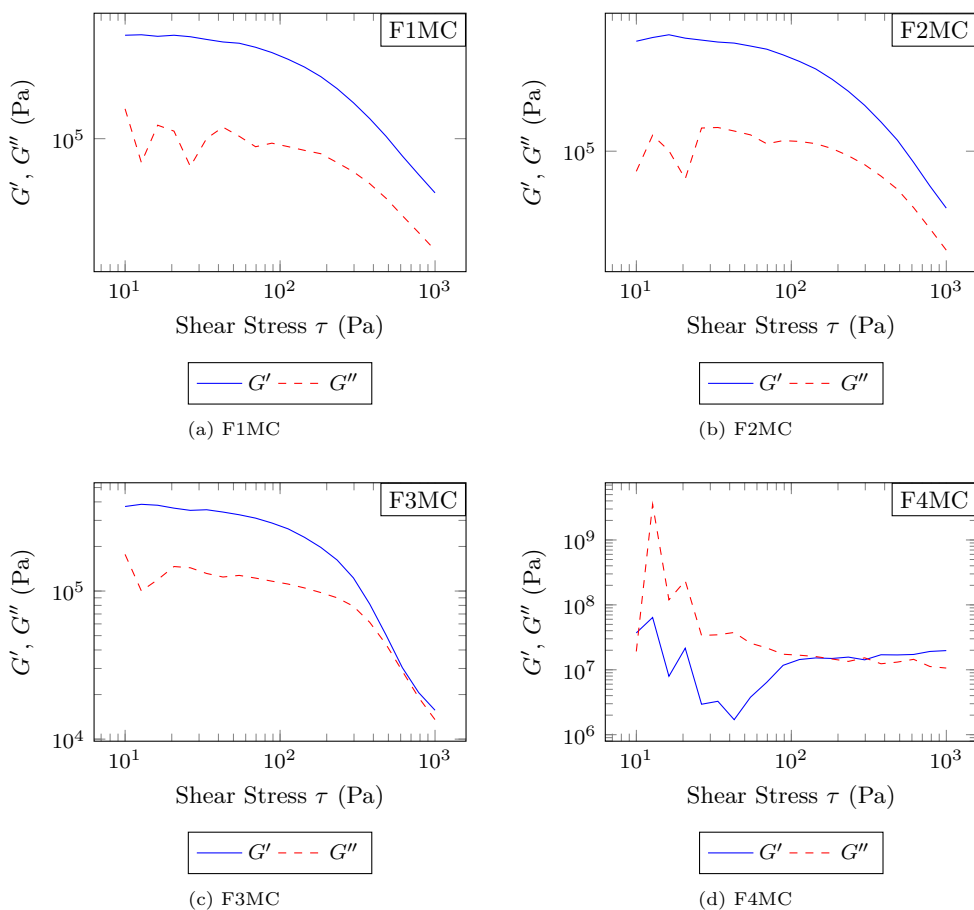 F1MC
G′, G″ (Pa)
10^5
10^1 10^2 10^3
Shear Stress τ (Pa)
G′ G″
(a) F1MC
F2MC
G′, G″ (Pa)
10^5
10^1 10^2 10^3
Shear Stress τ (Pa)
G′ G″
(b) F2MC
F3MC
G′, G″ (Pa)
10^5
10^4
10^1 10^2 10^3
Shear Stress τ (Pa)
G′ G″
(c) F3MC
F4MC
G′, G″ (Pa)
10^9
10^8
10^7
10^6
10^1 10^2 10^3
Shear Stress τ (Pa)
G′ G″
(d) F4MC